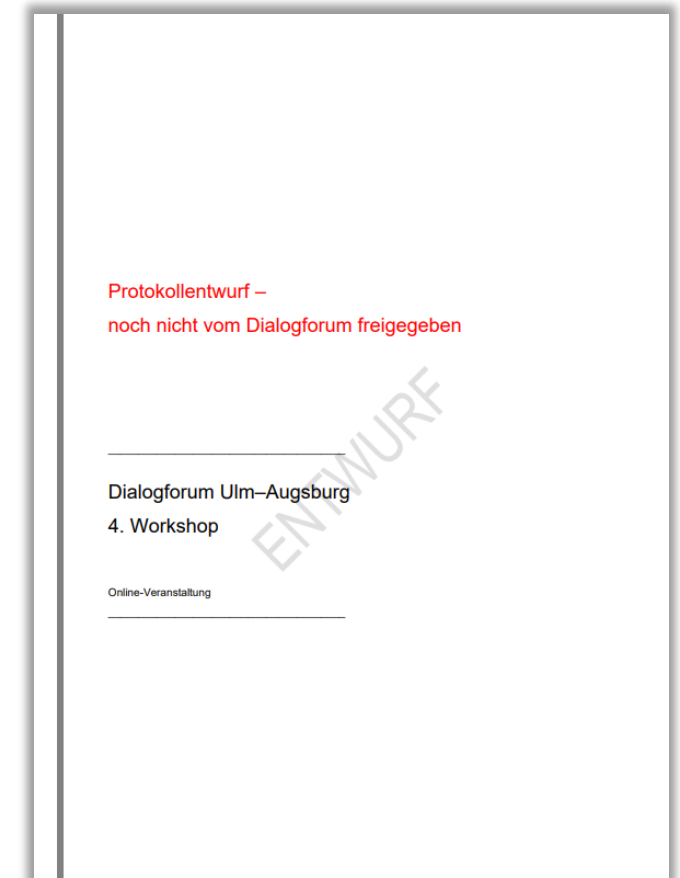 Protokollentwurf –
noch nicht vom Dialogforum freigegeben
ENTWURF
Dialogforum Ulm–Augsburg
4. Workshop
Online-Veranstaltung